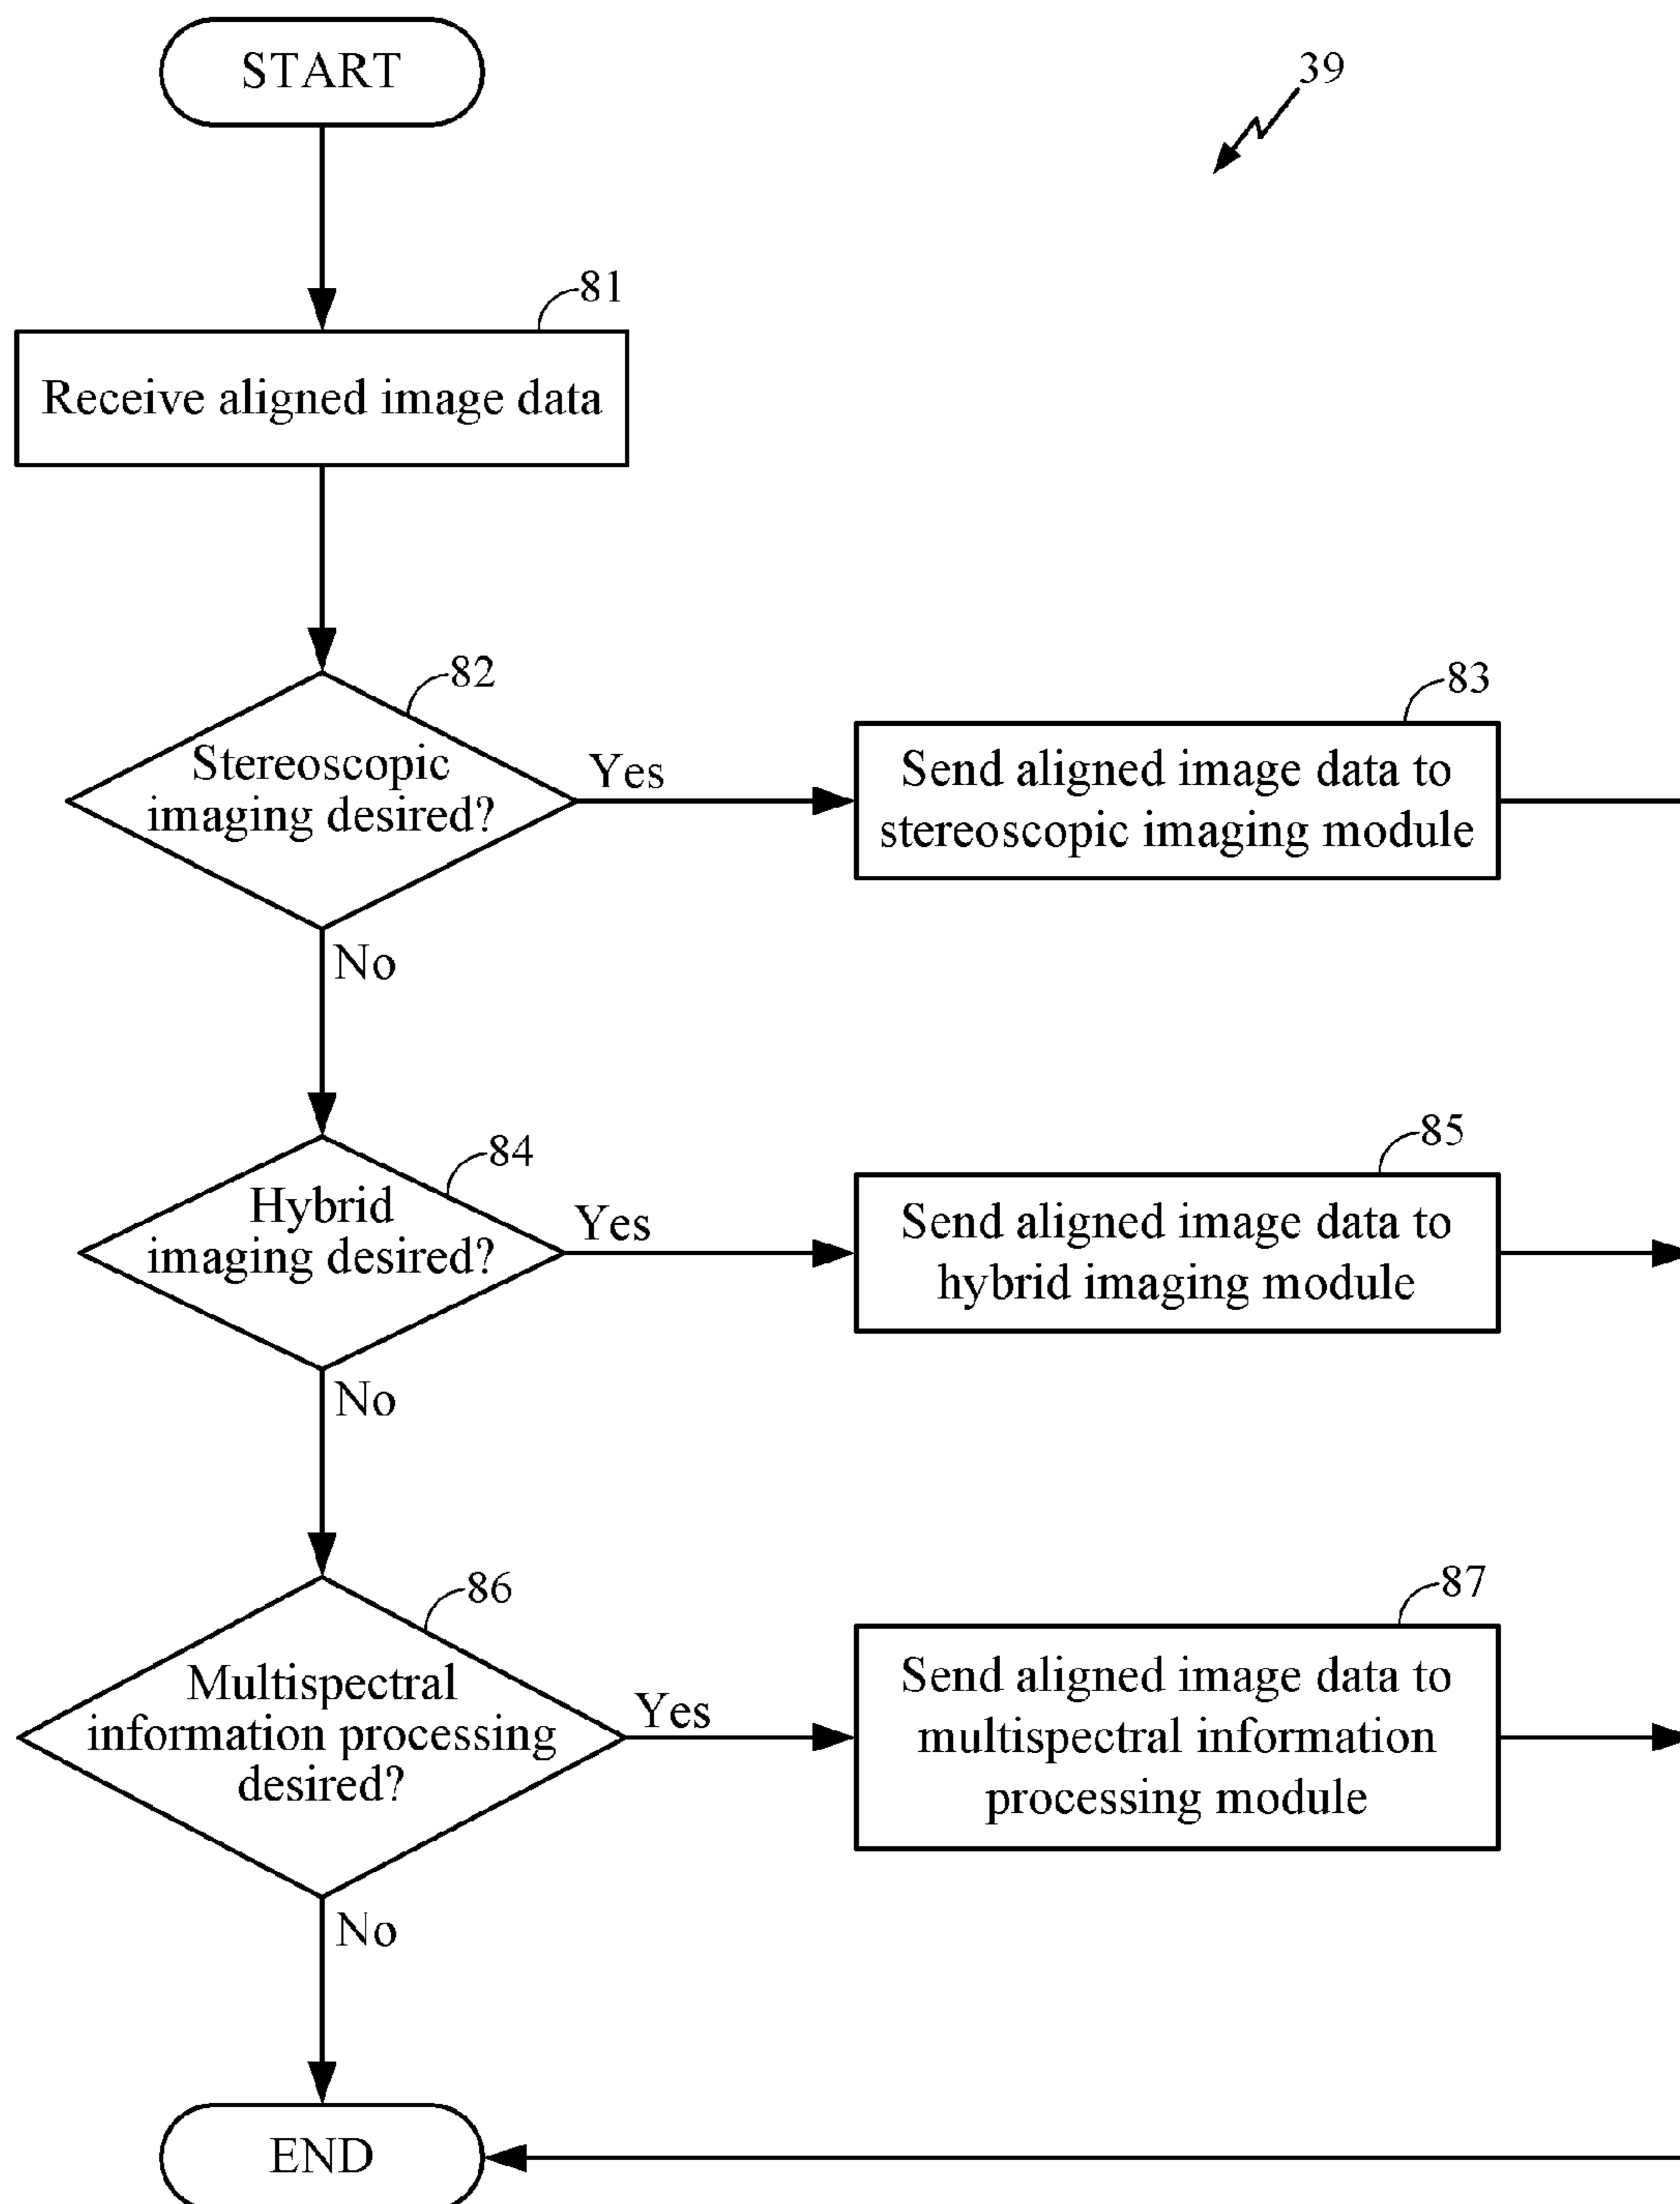 START
39
81
Receive aligned image data
82
Stereoscopic
imaging desired?
Yes
83
Send aligned image data to
stereoscopic imaging module
No
84
Hybrid
imaging desired?
Yes
85
Send aligned image data to
hybrid imaging module
No
86
Multispectral
information processing
desired?
Yes
87
Send aligned image data to
multispectral information
processing module
No
END